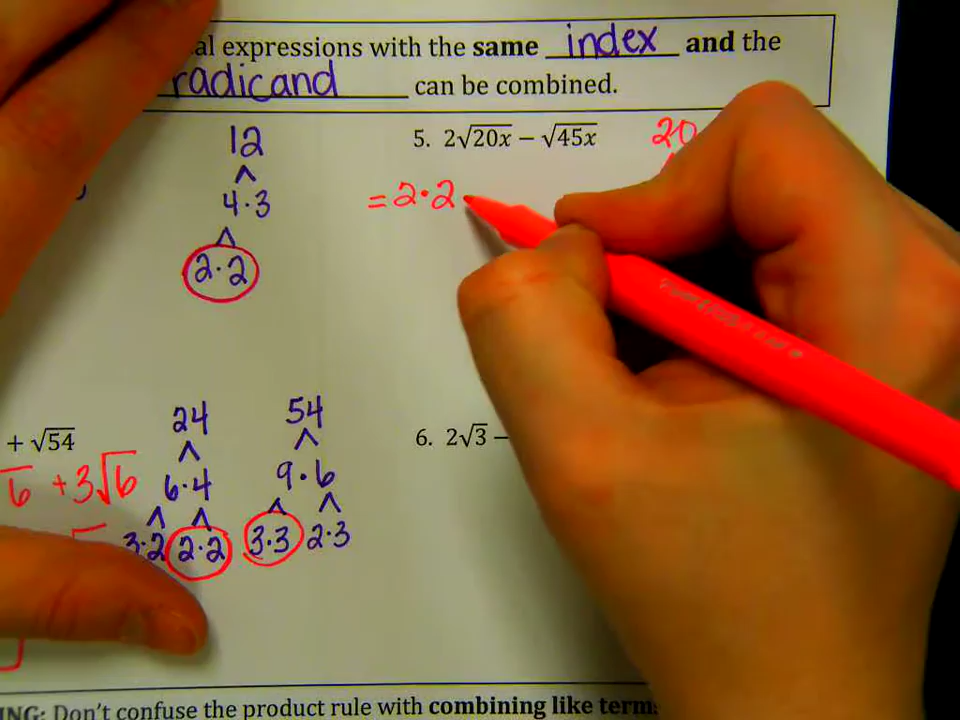 al expressions with the same index and the
radicand can be combined.
12
4·3
2·2
5. 2√20x − √45x
20
= 2·2
+ √54
24
54
6 + 3√6
6·4
9·6
3·2 2·2
3·3 2·3
6. 2√3 −
ING: Don't confuse the product rule with combining like term